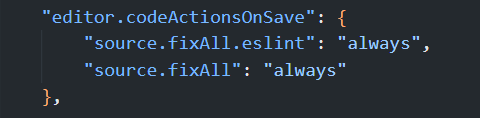 "editor.codeActionsOnSave": {
    "source.fixAll.eslint": "always",
    "source.fixAll": "always"
},